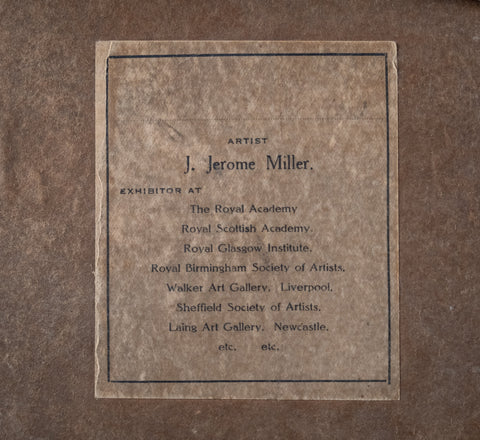 ARTIST
J. Jerome Miller.
EXHIBITOR AT
The Royal Academy
Royal Scottish Academy.
Royal Glasgow Institute.
Royal Birmingham Society of Artists.
Walker Art Gallery, Liverpool.
Sheffield Society of Artists.
Laing Art Gallery, Newcastle.
etc. etc.